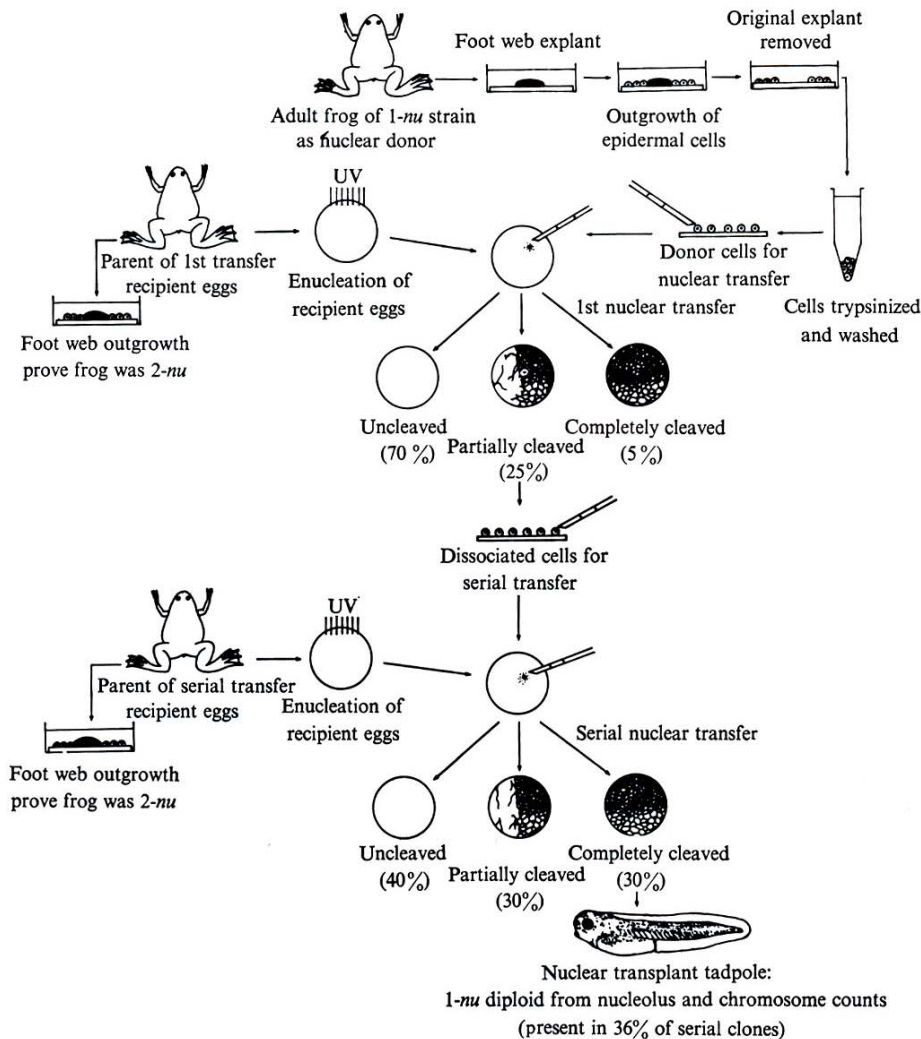 Foot web explant
Original explant
removed
Adult frog of 1-nu strain
as nuclear donor
Outgrowth of
epidermal cells
UV
Parent of 1st transfer
recipient eggs
Enucleation of
recipient eggs
Donor cells for
nuclear transfer
1st nuclear transfer
Cells trypsinized
and washed
Foot web outgrowth
prove frog was 2-nu
Uncleaved
(70 %)
Partially cleaved
(25%)
Completely cleaved
(5 %)
Dissociated cells for
serial transfer
UV
Parent of serial transfer
recipient eggs
Enucleation of
recipient eggs
Serial nuclear transfer
Foot web outgrowth
prove frog was 2-nu
Uncleaved
(40%)
Partially cleaved
(30%)
Completely cleaved
(30%)
Nuclear transplant tadpole:
1-nu diploid from nucleolus and chromosome counts
(present in 36% of serial clones)